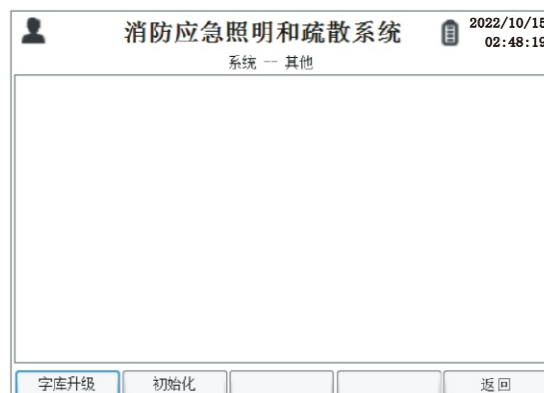 消防应急照明和疏散系统
2022/10/15
02:48:19
系统 -- 其他
字库升级 初始化 返回